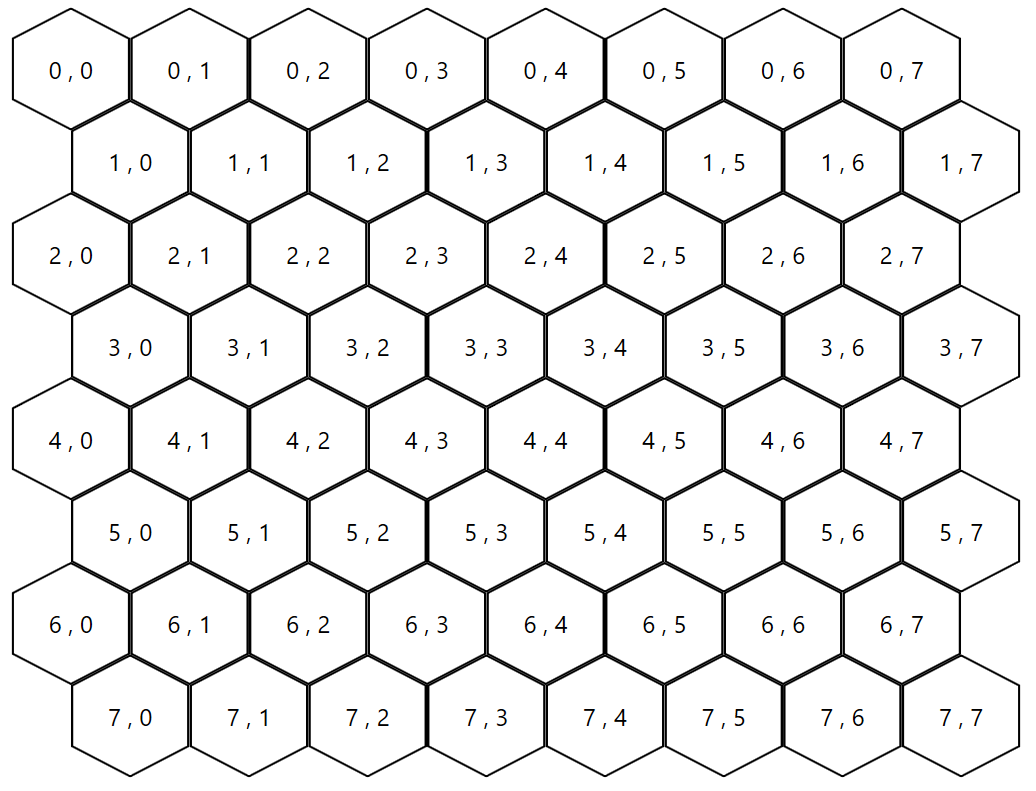 0 , 0 0 , 1 0 , 2 0 , 3 0 , 4 0 , 5 0 , 6 0 , 7
1 , 0 1 , 1 1 , 2 1 , 3 1 , 4 1 , 5 1 , 6 1 , 7
2 , 0 2 , 1 2 , 2 2 , 3 2 , 4 2 , 5 2 , 6 2 , 7
3 , 0 3 , 1 3 , 2 3 , 3 3 , 4 3 , 5 3 , 6 3 , 7
4 , 0 4 , 1 4 , 2 4 , 3 4 , 4 4 , 5 4 , 6 4 , 7
5 , 0 5 , 1 5 , 2 5 , 3 5 , 4 5 , 5 5 , 6 5 , 7
6 , 0 6 , 1 6 , 2 6 , 3 6 , 4 6 , 5 6 , 6 6 , 7
7 , 0 7 , 1 7 , 2 7 , 3 7 , 4 7 , 5 7 , 6 7 , 7